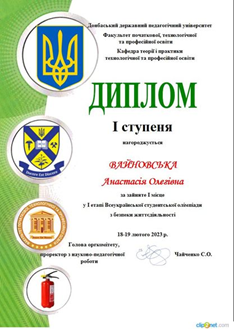 Донбаський державний педагогічний університет
Факультет початкової, технологічної
та професійної освіти
Кафедра теорії і практики
технологічної та професійної освіти
ДИПЛОМ
І ступеня
нагороджується
ВАЗНОВСЬКА
Анастасія Олегівна
за зайняте І місце
у І етапі Всеукраїнської студентської олімпіади
з безпеки життєдіяльності
18-19 лютого 2023 р.
Голова оргкомітету,
проректор з науково-педагогічної
роботи
Чайченко С.О.